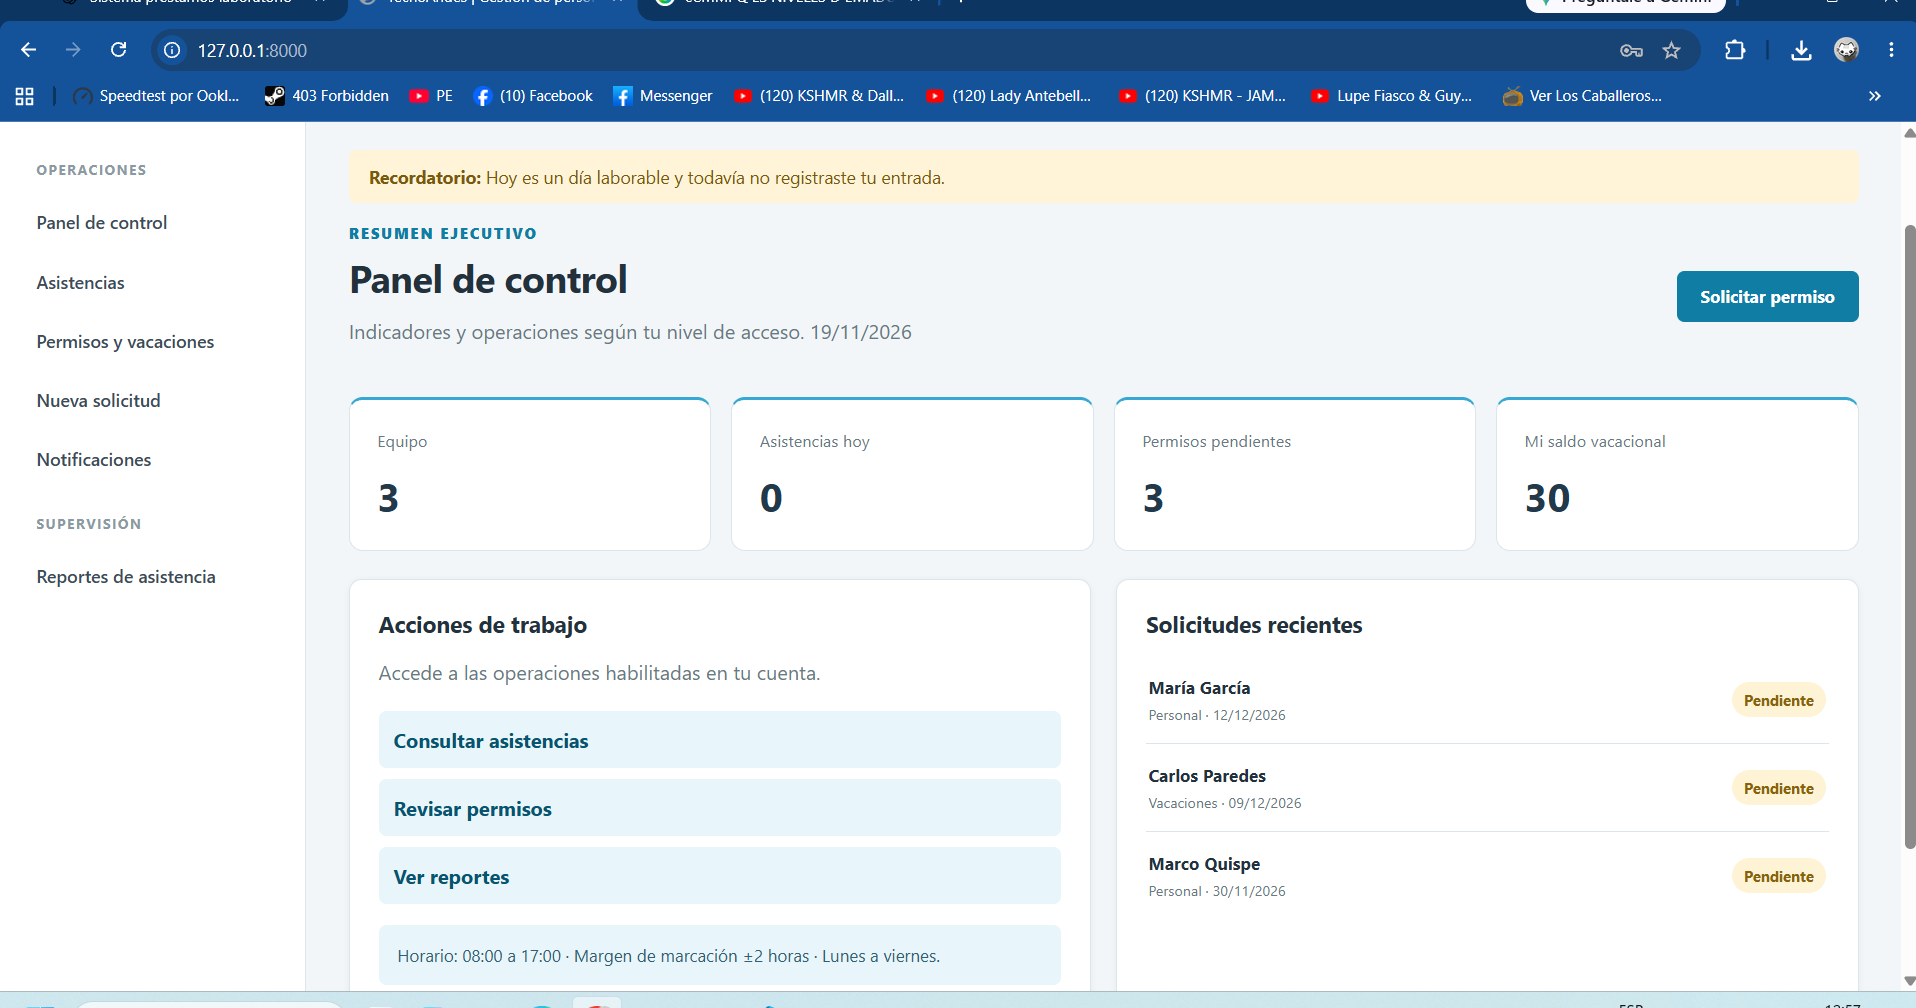 127.0.0.1:8000
Speedtest por Ookl...
403 Forbidden
PE
(10) Facebook
Messenger
(120) KSHMR & Dall...
(120) Lady Antebell...
(120) KSHMR - JAM...
Lupe Fiasco & Guy...
Ver Los Caballeros...
OPERACIONES
Panel de control
Asistencias
Permisos y vacaciones
Nueva solicitud
Notificaciones
SUPERVISIÓN
Reportes de asistencia
Recordatorio: Hoy es un día laborable y todavía no registraste tu entrada.
RESUMEN EJECUTIVO
Panel de control
Indicadores y operaciones según tu nivel de acceso. 19/11/2026
Solicitar permiso
Equipo
3
Asistencias hoy
0
Permisos pendientes
3
Mi saldo vacacional
30
Acciones de trabajo
Accede a las operaciones habilitadas en tu cuenta.
Consultar asistencias
Revisar permisos
Ver reportes
Horario: 08:00 a 17:00 · Margen de marcación ±2 horas · Lunes a viernes.
Solicitudes recientes
María García
Personal · 12/12/2026
Pendiente
Carlos Paredes
Vacaciones · 09/12/2026
Pendiente
Marco Quispe
Personal · 30/11/2026
Pendiente